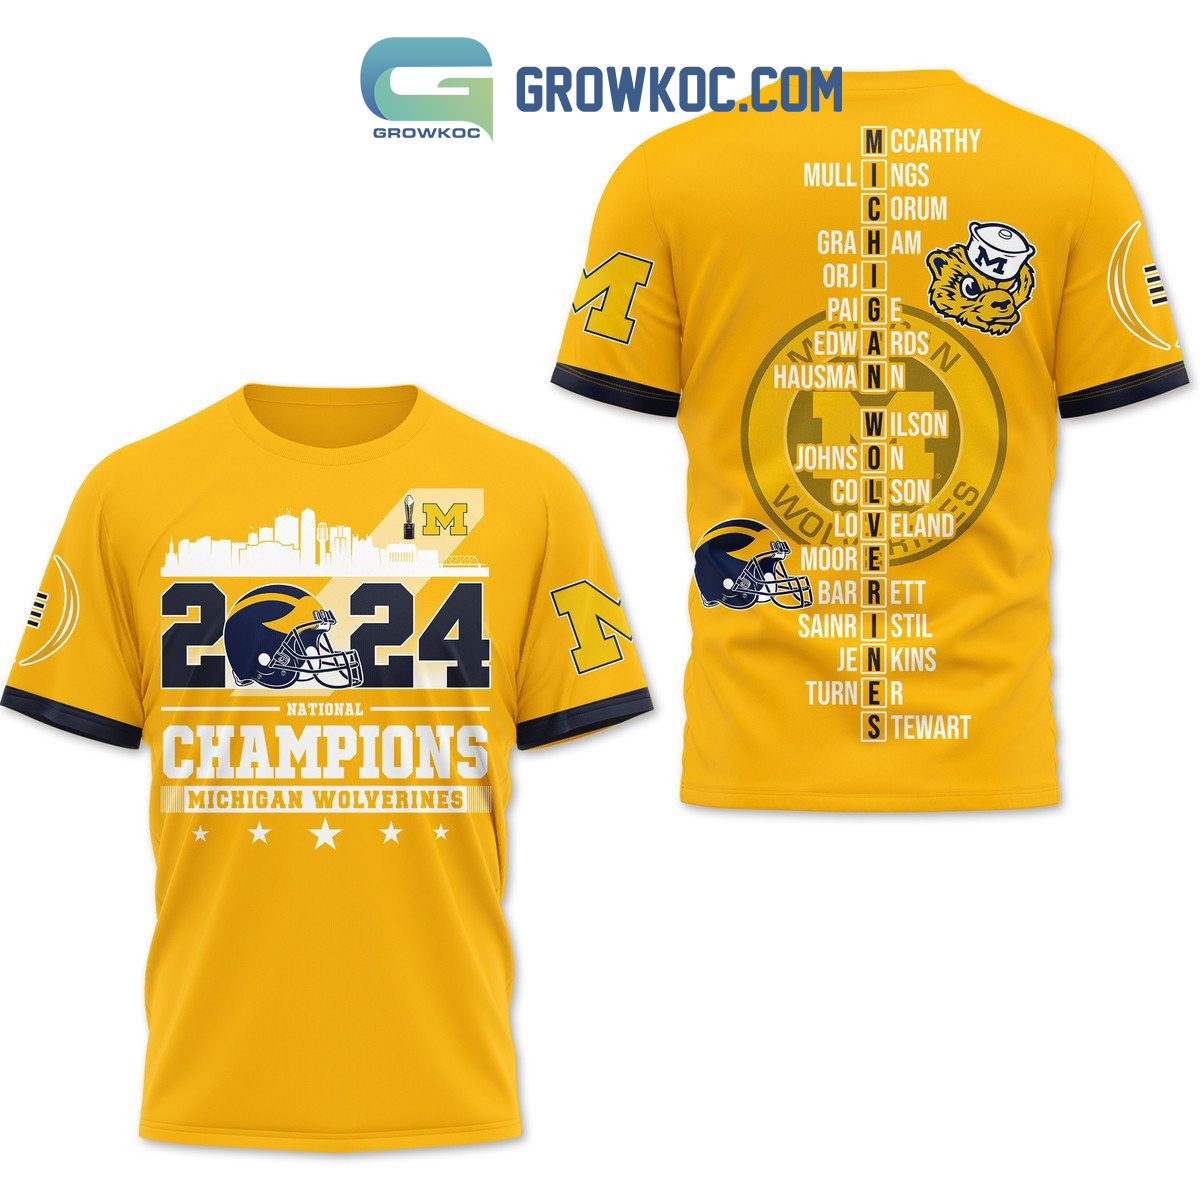 GROWKOC
GROWKOC.COM
MCCARTHY
MULLINGS
CORUM
GRAHAM
ORJI
PAIGE
EDWARDS
HAUSMANN
WILSON
JOHNSON
COLSON
LOVELAND
MOORE
BARRETT
SAINRISTIL
JENKINS
TURNER
STEWART
M
M
WOLVERINES
M
M
2024
NATIONAL
CHAMPIONS
MICHIGAN WOLVERINES
M